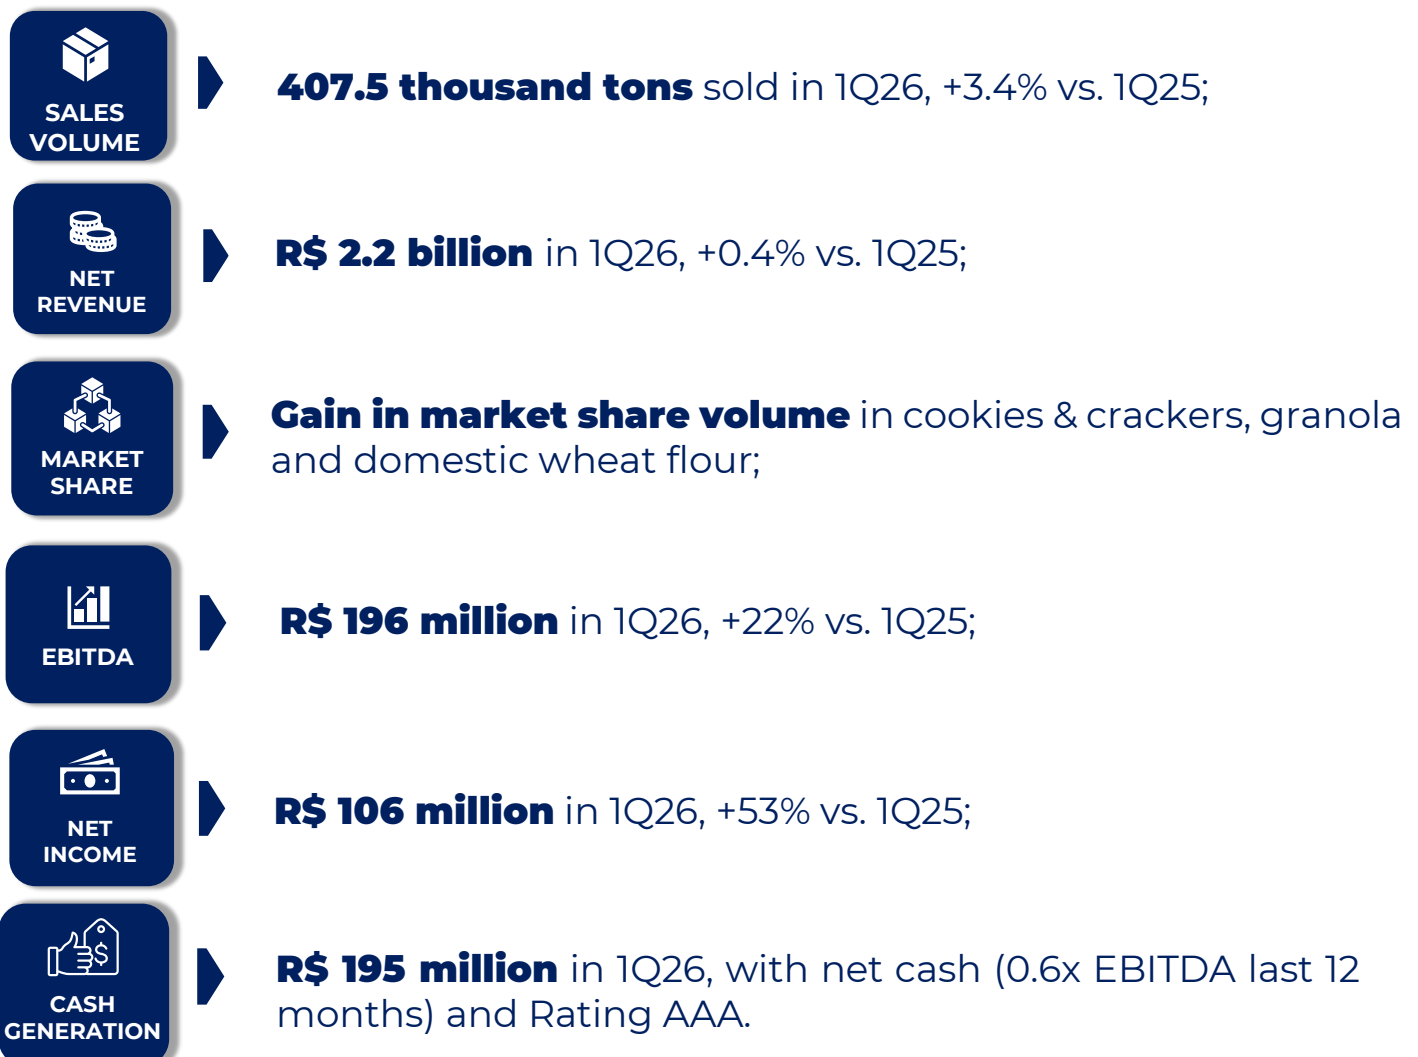 SALES
VOLUME
407.5 thousand tons sold in 1Q26, +3.4% vs. 1Q25;
NET
REVENUE
R$ 2.2 billion in 1Q26, +0.4% vs. 1Q25;
MARKET
SHARE
Gain in market share volume in cookies & crackers, granola
and domestic wheat flour;
EBITDA
R$ 196 million in 1Q26, +22% vs. 1Q25;
NET
INCOME
R$ 106 million in 1Q26, +53% vs. 1Q25;
$
CASH
GENERATION
R$ 195 million in 1Q26, with net cash (0.6x EBITDA last 12
months) and Rating AAA.